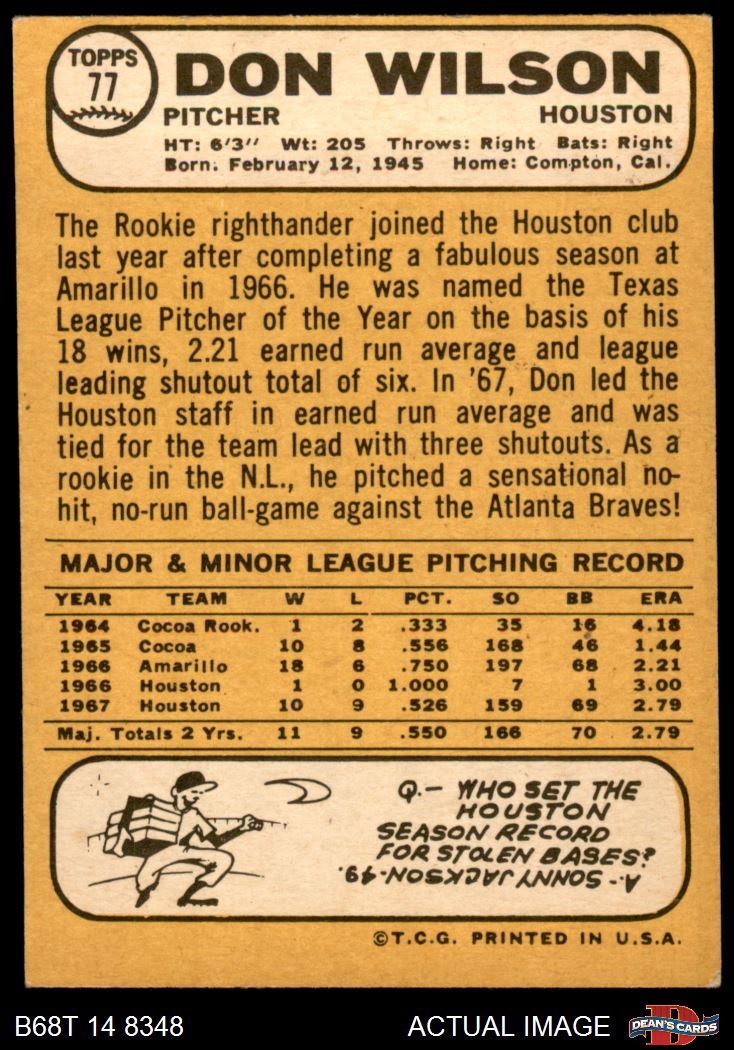 TOPPS
77
DON WILSON
PITCHER HOUSTON
HT: 6'3" Wt: 205 Throws: Right Bats: Right
Born: February 12, 1945 Home: Compton, Cal.
The Rookie righthander joined the Houston club
last year after completing a fabulous season at
Amarillo in 1966. He was named the Texas
League Pitcher of the Year on the basis of his
18 wins, 2.21 earned run average and league
leading shutout total of six. In '67, Don led the
Houston staff in earned run average and was
tied for the team lead with three shutouts. As a
rookie in the N.L., he pitched a sensational no-
hit, no-run ball-game against the Atlanta Braves!
MAJOR & MINOR LEAGUE PITCHING RECORD
YEAR TEAM W L PCT. SO BB ERA
1964 Cocoa Rook. 1 2 .333 35 16 4.18
1965 Cocoa 10 8 .556 168 46 1.44
1966 Amarillo 18 6 .750 197 68 2.21
1966 Houston 1 0 1.000 7 1 3.00
1967 Houston 10 9 .526 159 69 2.79
Maj. Totals 2 Yrs. 11 9 .550 166 70 2.79
Q.- WHO SET THE
HOUSTON
SEASON RECORD
FOR STOLEN BASES?
A- SONNY JACKSON-49.
©T.C.G. PRINTED IN U.S.A.
B68T 14 8348 ACTUAL IMAGE DEAN'S CARDS